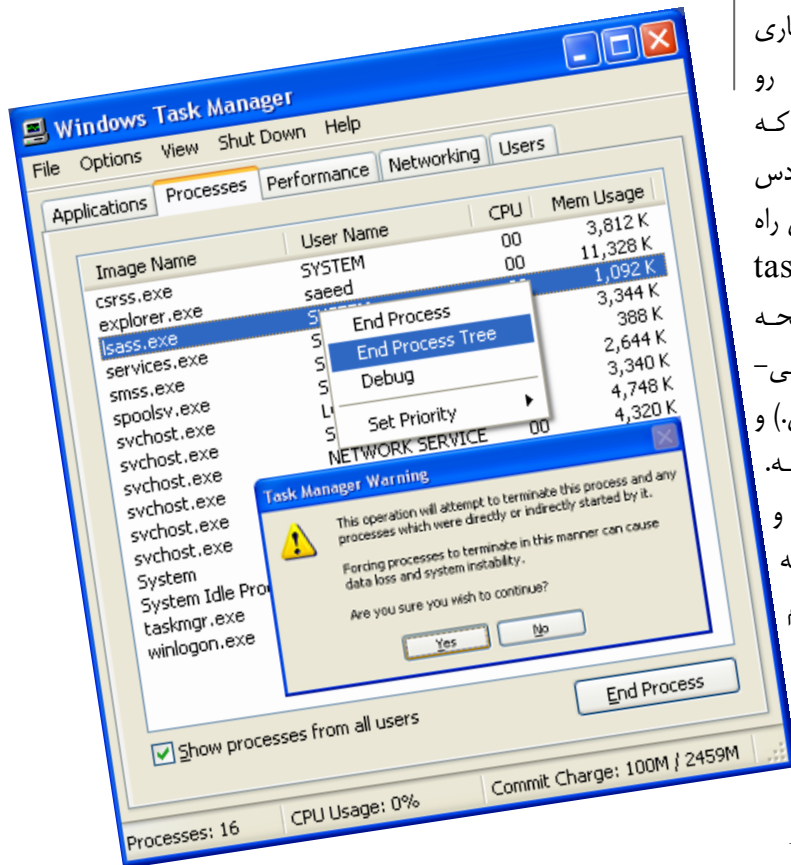 Windows Task Manager
File Options View Shut Down Help
Applications Processes Performance Networking Users
Image Name User Name CPU Mem Usage
csrss.exe SYSTEM 00 3,812 K
explorer.exe saeed 00 11,328 K
lsass.exe 1,092 K
services.exe 3,344 K
smss.exe 388 K
spoolsv.exe 2,644 K
svchost.exe 3,340 K
svchost.exe 4,748 K
svchost.exe NETWORK SERVICE 00 4,320 K
svchost.exe
svchost.exe
svchost.exe
System
System Idle
taskmgr.exe
winlogon.exe
End Process
End Process Tree
Debug
Set Priority
Task Manager Warning
This operation will attempt to terminate this process and any
processes which were directly or indirectly started by it.
Forcing processes to terminate in this manner can cause
data loss and system instability.
Are you sure you wish to continue?
Yes No
Show processes from all users
End Process
Processes: 16 CPU Usage: 0% Commit Charge: 100M / 2459M
رو
که
راه
و
و